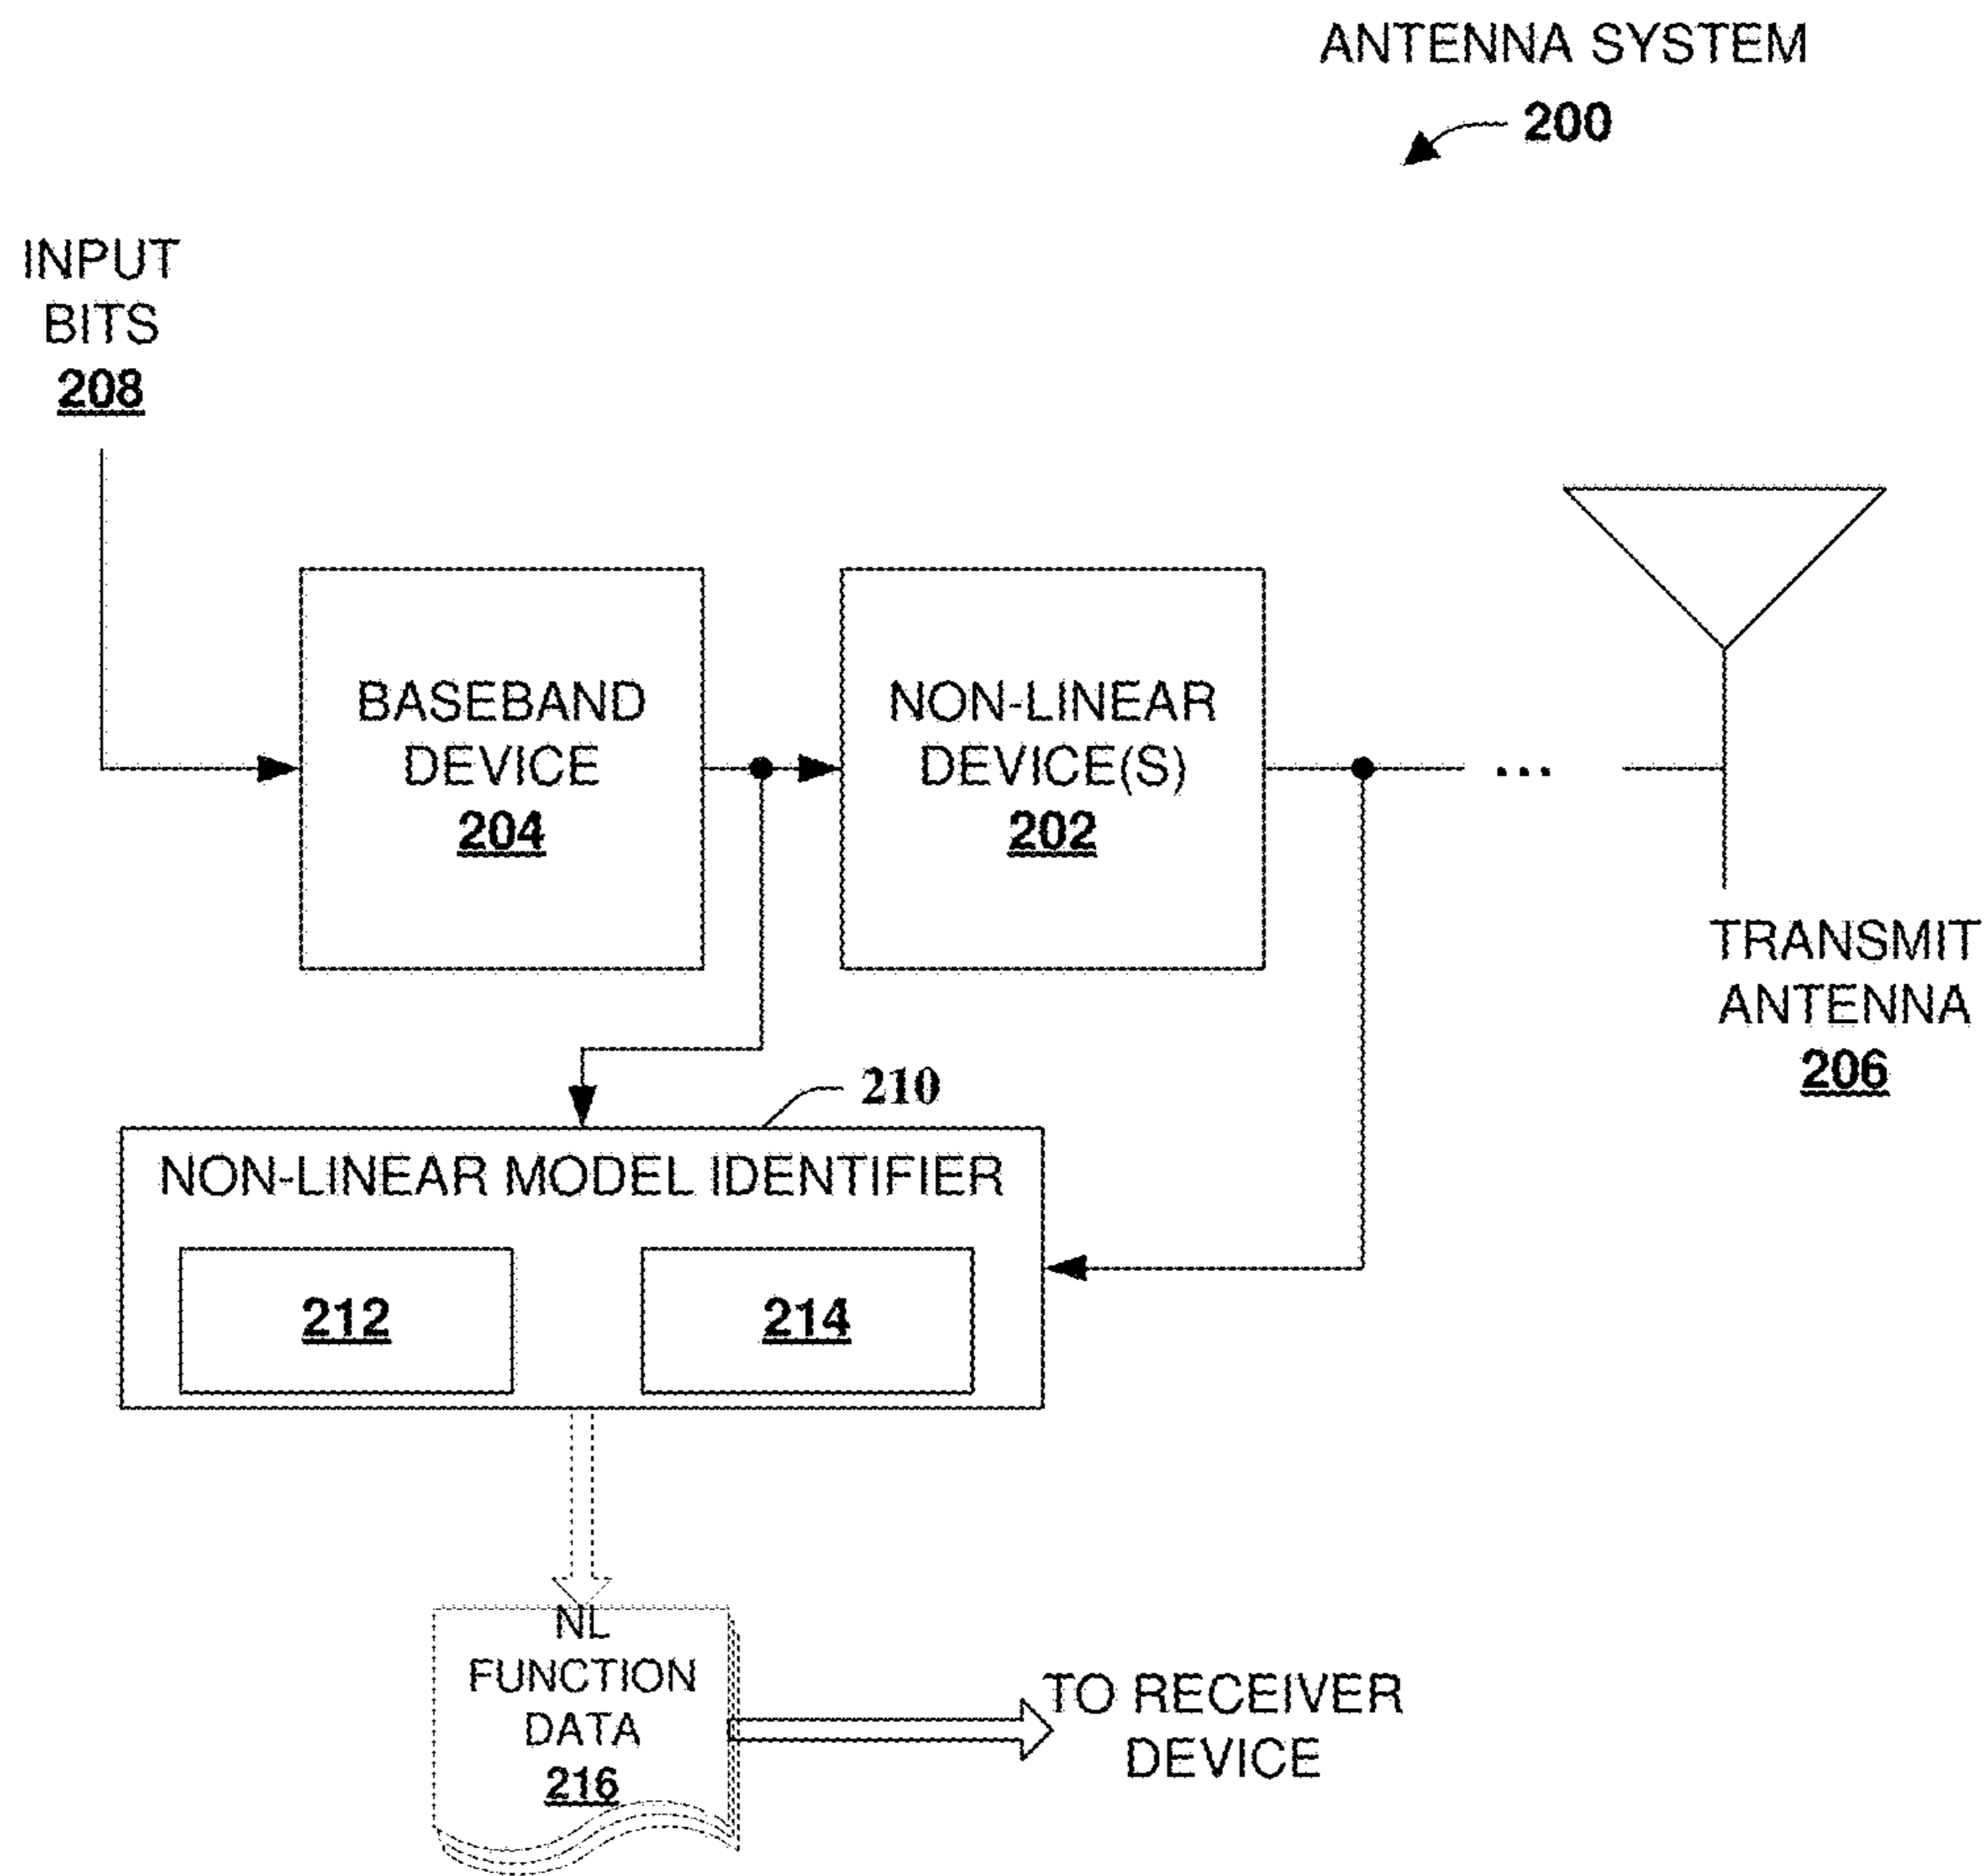 ANTENNA SYSTEM
200
INPUT
BITS
208
BASEBAND
DEVICE
204
NON-LINEAR
DEVICE(S)
202
...
TRANSMIT
ANTENNA
206
210
NON-LINEAR MODEL IDENTIFIER
212
214
NL
FUNCTION
DATA
216
TO RECEIVER
DEVICE